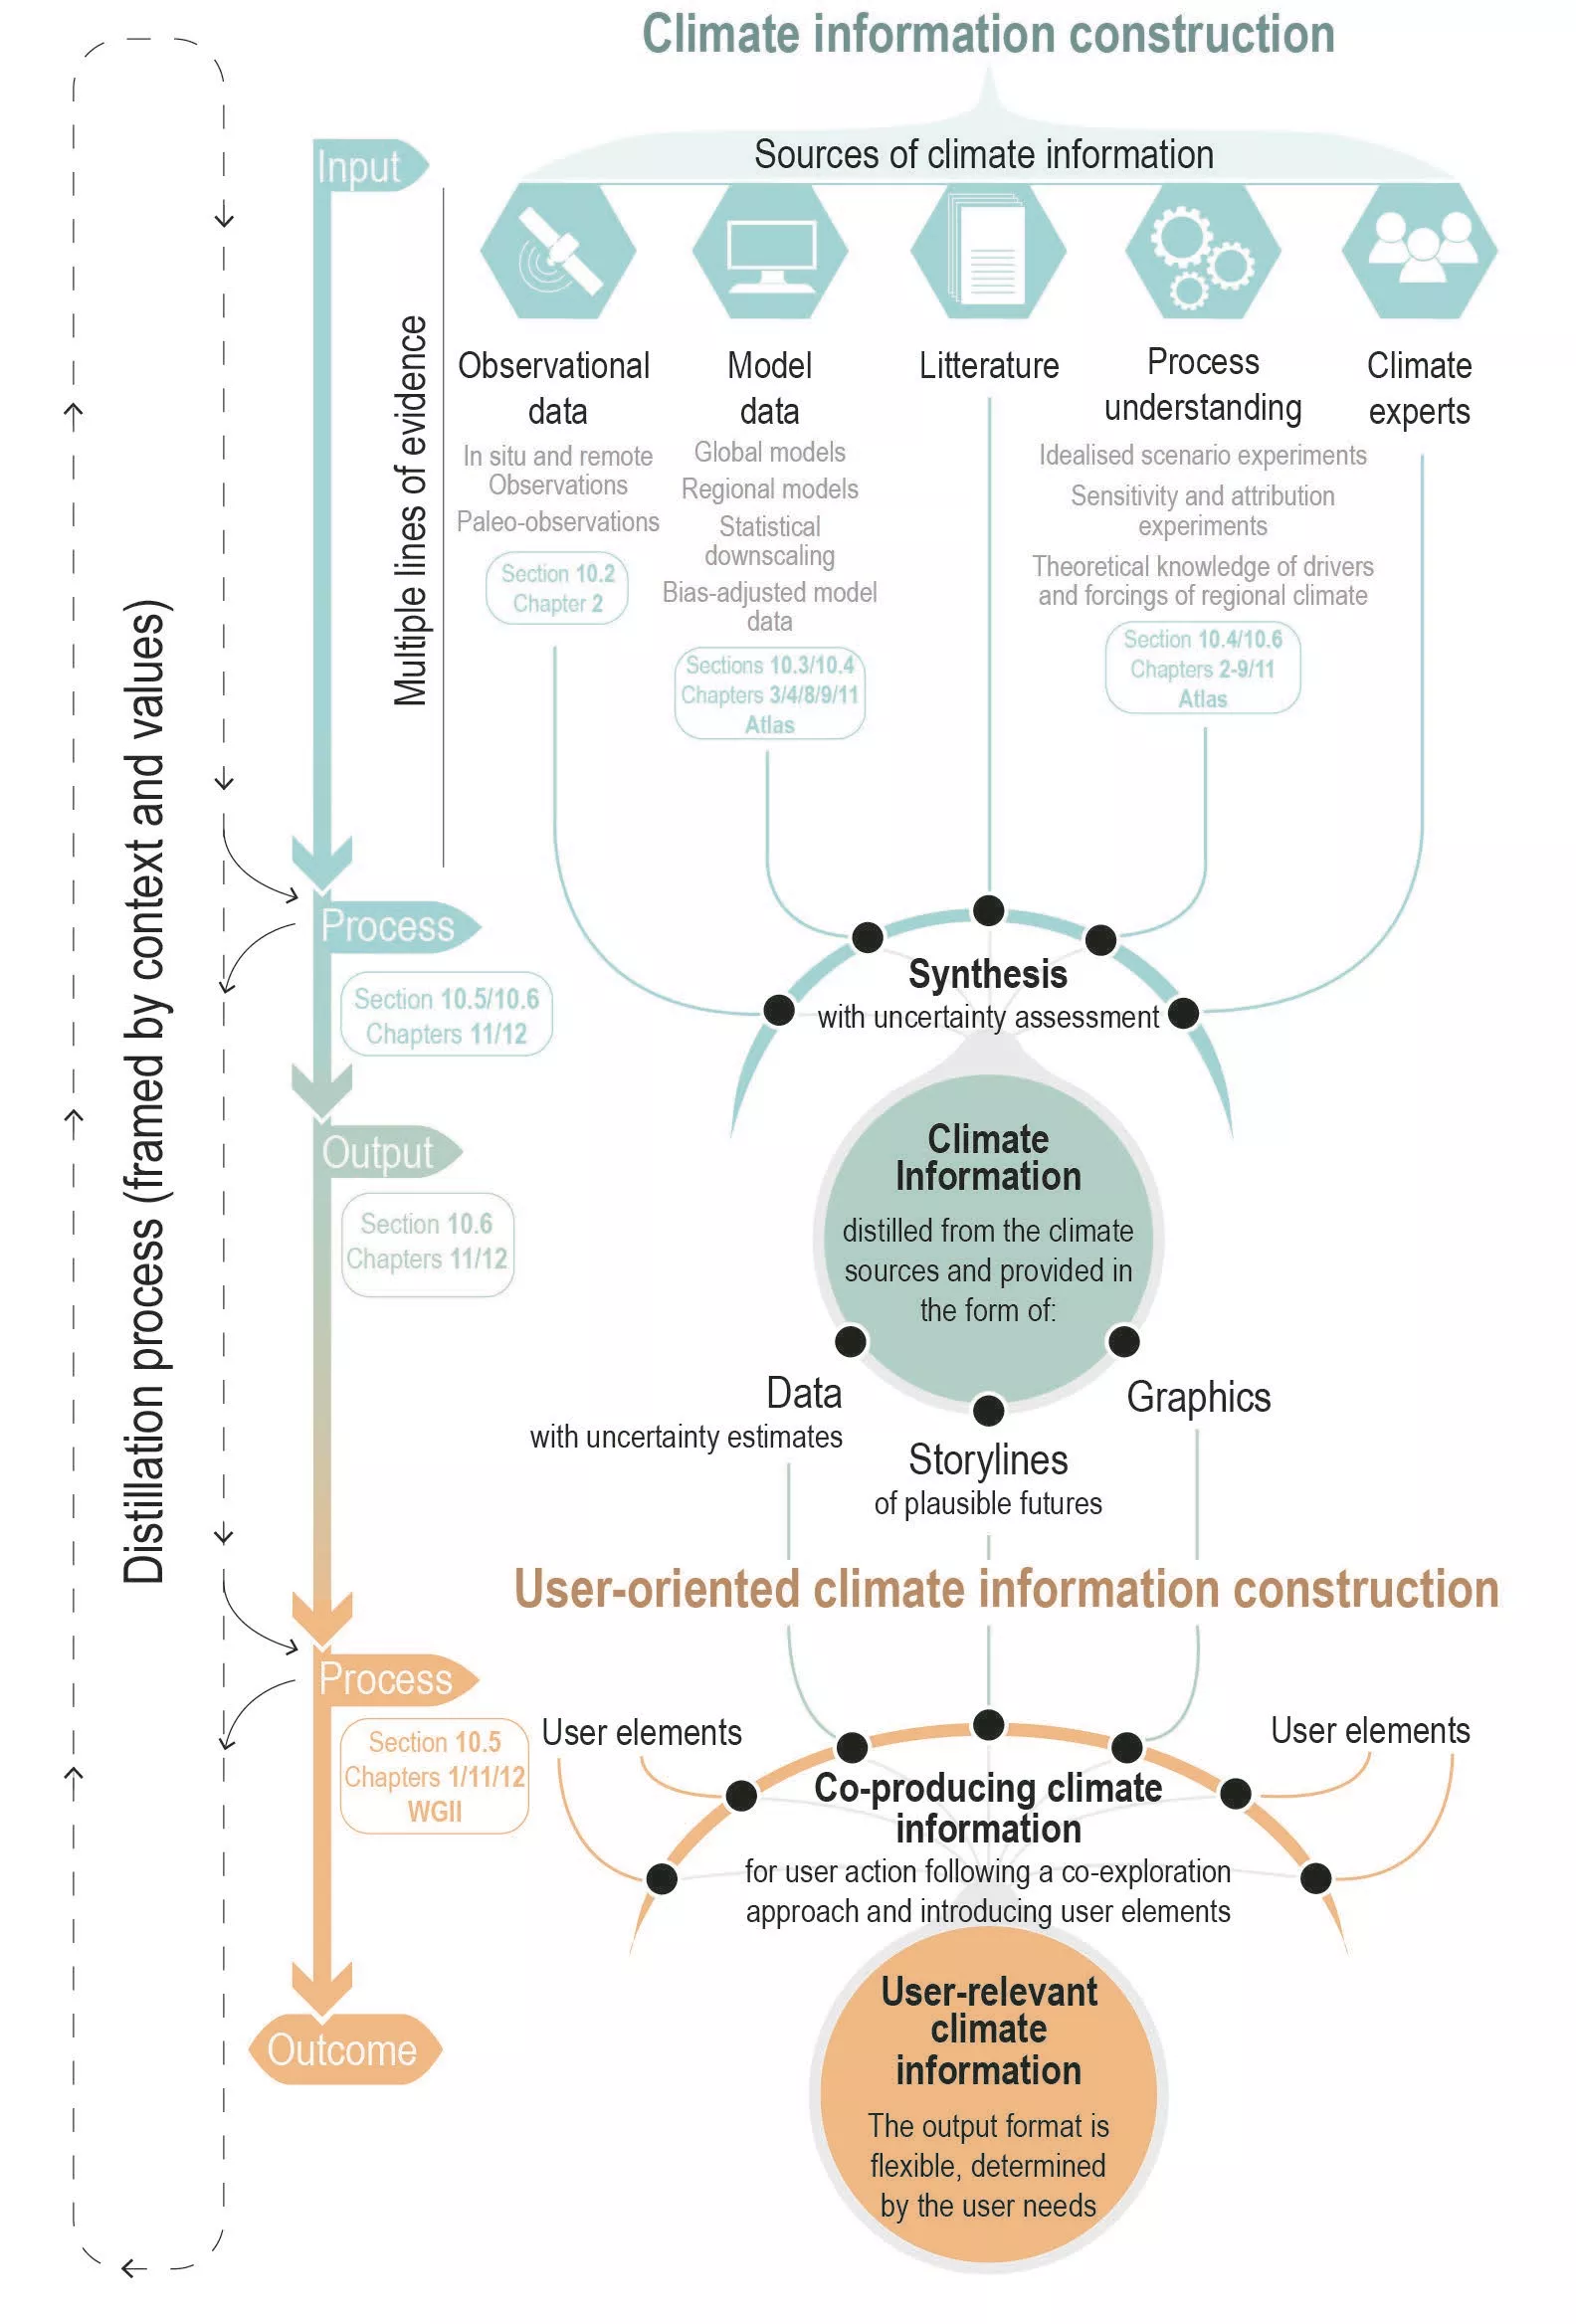 Climate information construction
Sources of climate information
Input
Multiple lines of evidence
Observational
data
In situ and remote
Observations
Paleo-observations
Section 10.2
Chapter 2
Model
data
Global models
Regional models
Statistical
downscaling
Bias-adjusted model
data
Sections 10.3/10.4
Chapters 3/4/8/9/11
Atlas
Litterature
Process
understanding
Idealised scenario experiments
Sensitivity and attribution
experiments
Theoretical knowledge of drivers
and forcings of regional climate
Section 10.4/10.6
Chapters 2-9/11
Atlas
Climate
experts
Distillation process (framed by context and values)
Process
Section 10.5/10.6
Chapters 11/12
Synthesis
with uncertainty assessment
Output
Section 10.6
Chapters 11/12
Climate
Information
distilled from the climate
sources and provided in
the form of:
Data
with uncertainty estimates
Storylines
of plausible futures
Graphics
User-oriented climate information construction
Process
Section 10.5
Chapters 1/11/12
WGII
User elements
User elements
Co-producing climate
information
for user action following a co-exploration
approach and introducing user elements
Outcome
User-relevant
climate
information
The output format is
flexible, determined
by the user needs